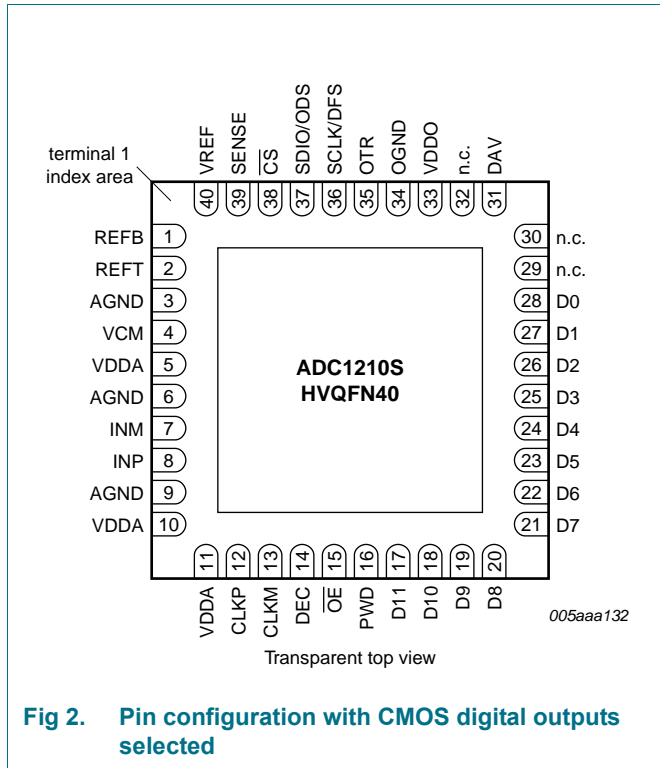 VREF
SENSE
C̅S̅
SDIO/ODS
SCLK/DFS
OTR
OGND
VDDO
n.c.
DAV
terminal 1
index area
40 39 38 37 36 35 34 33 32 31
REFB 1
REFT 2
AGND 3
VCM 4
VDDA 5
AGND 6
INM 7
INP 8
AGND 9
VDDA 10
ADC1210S
HVQFN40
30 n.c.
29 n.c.
28 D0
27 D1
26 D2
25 D3
24 D4
23 D5
22 D6
21 D7
11 12 13 14 15 16 17 18 19 20
VDDA
CLKP
CLKM
DEC
O̅E̅
PWD
D11
D10
D9
D8
005aaa132
Transparent top view
Fig 2. Pin configuration with CMOS digital outputs
selected